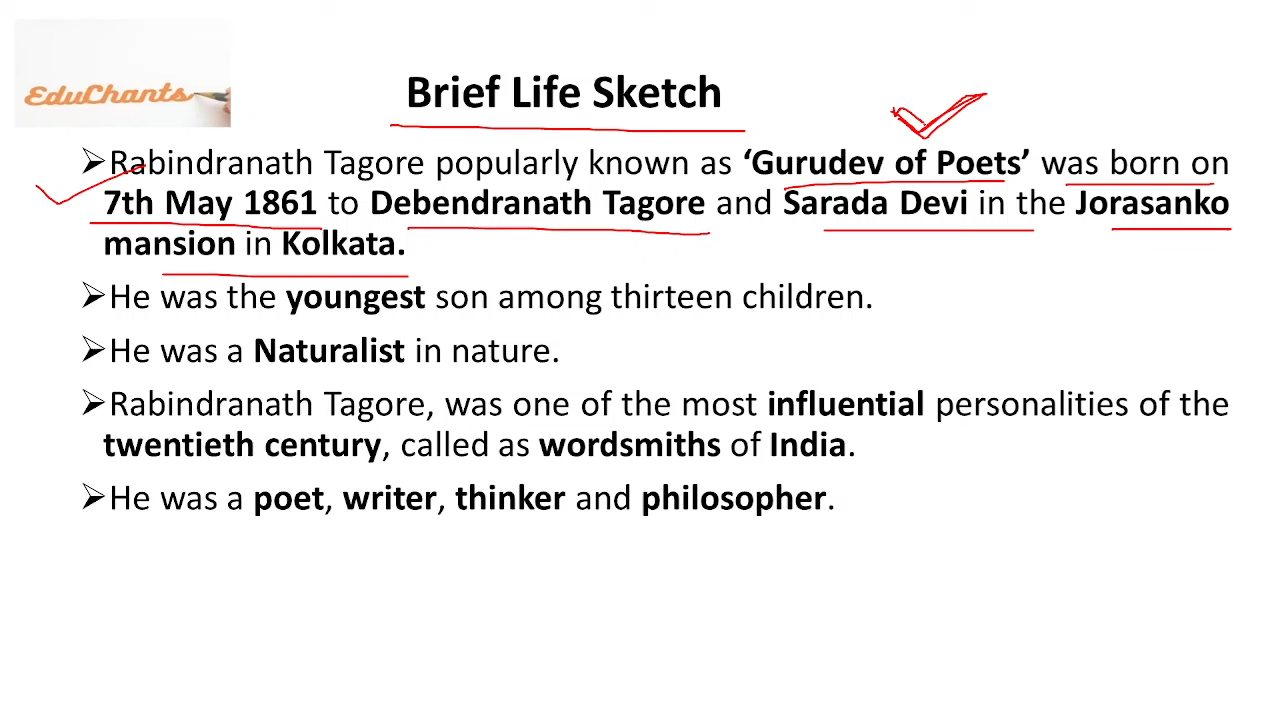 EduChants
Brief Life Sketch
➢Rabindranath Tagore popularly known as ‘Gurudev of Poets’ was born on
7th May 1861 to Debendranath Tagore and Sarada Devi in the Jorasanko
mansion in Kolkata.
➢He was the youngest son among thirteen children.
➢He was a Naturalist in nature.
➢Rabindranath Tagore, was one of the most influential personalities of the
twentieth century, called as wordsmiths of India.
➢He was a poet, writer, thinker and philosopher.